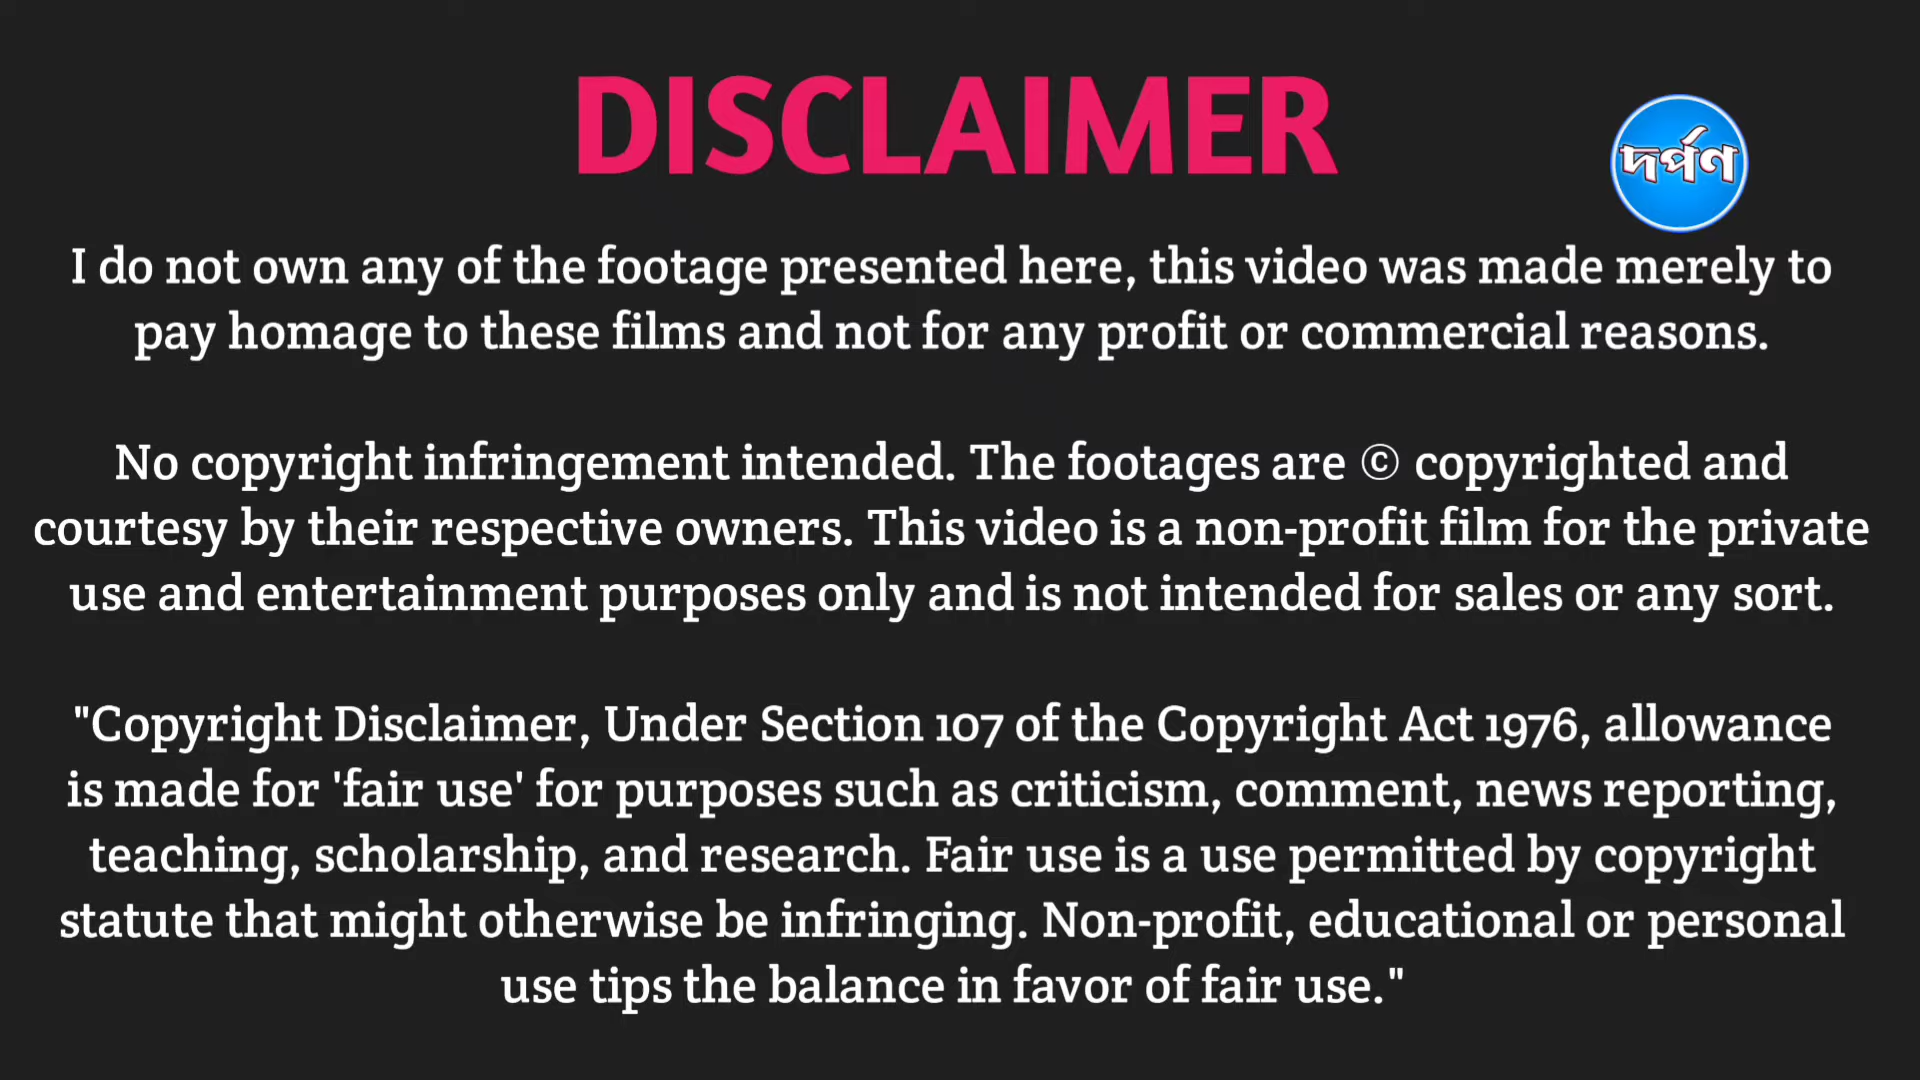 DISCLAIMER
দর্পণ
I do not own any of the footage presented here, this video was made merely to
pay homage to these films and not for any profit or commercial reasons.
No copyright infringement intended. The footages are © copyrighted and
courtesy by their respective owners. This video is a non-profit film for the private
use and entertainment purposes only and is not intended for sales or any sort.
"Copyright Disclaimer, Under Section 107 of the Copyright Act 1976, allowance
is made for 'fair use' for purposes such as criticism, comment, news reporting,
teaching, scholarship, and research. Fair use is a use permitted by copyright
statute that might otherwise be infringing. Non-profit, educational or personal
use tips the balance in favor of fair use."